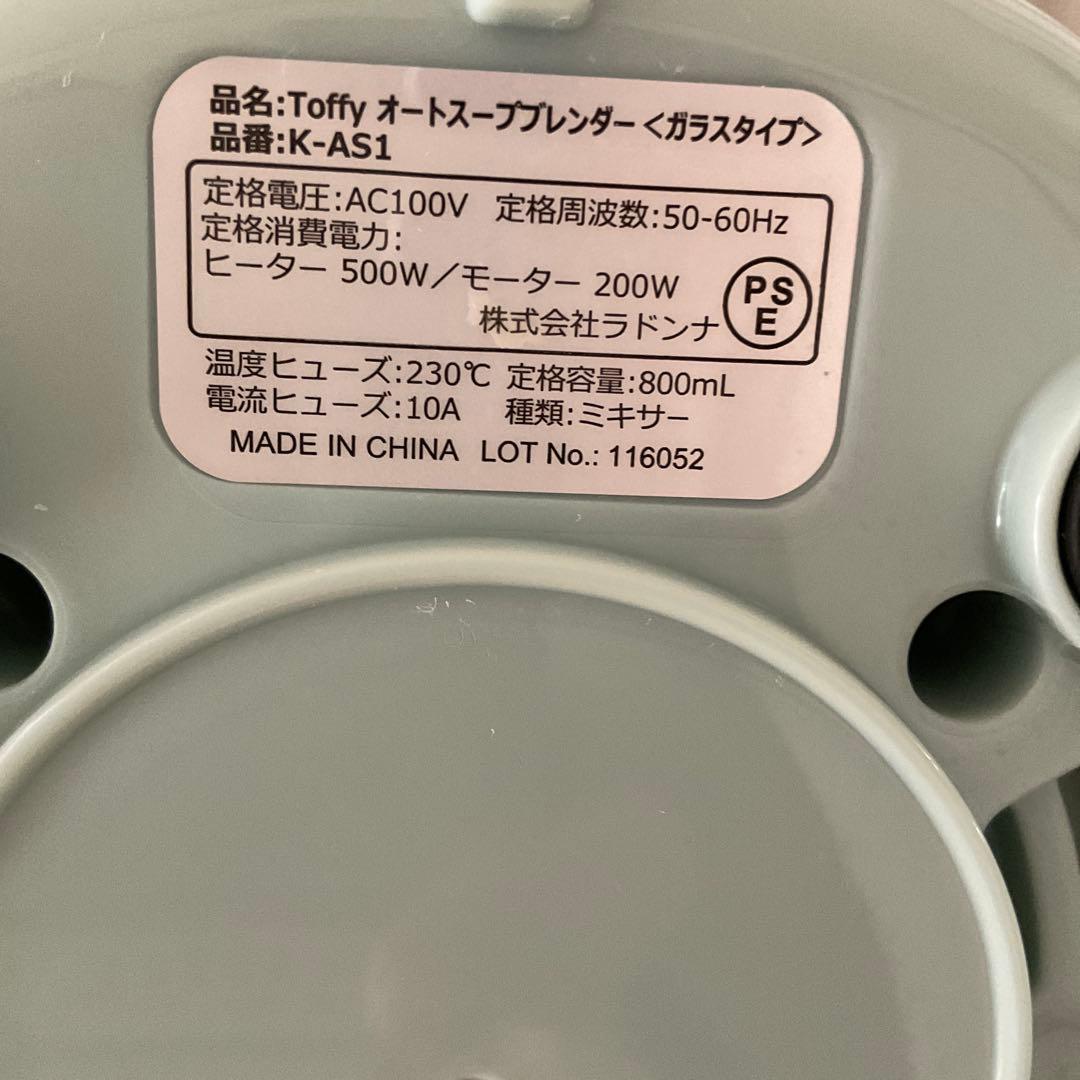 品名:Toffy オートスープブレンダー<ガラスタイプ>
品番:K-AS1
定格電圧:AC100V 定格周波数:50-60Hz
定格消費電力:
ヒーター 500W／モーター 200W
株式会社ラドンナ
PS
E
温度ヒューズ:230℃ 定格容量:800mL
電流ヒューズ:10A 種類:ミキサー
MADE IN CHINA LOT No.: 116052